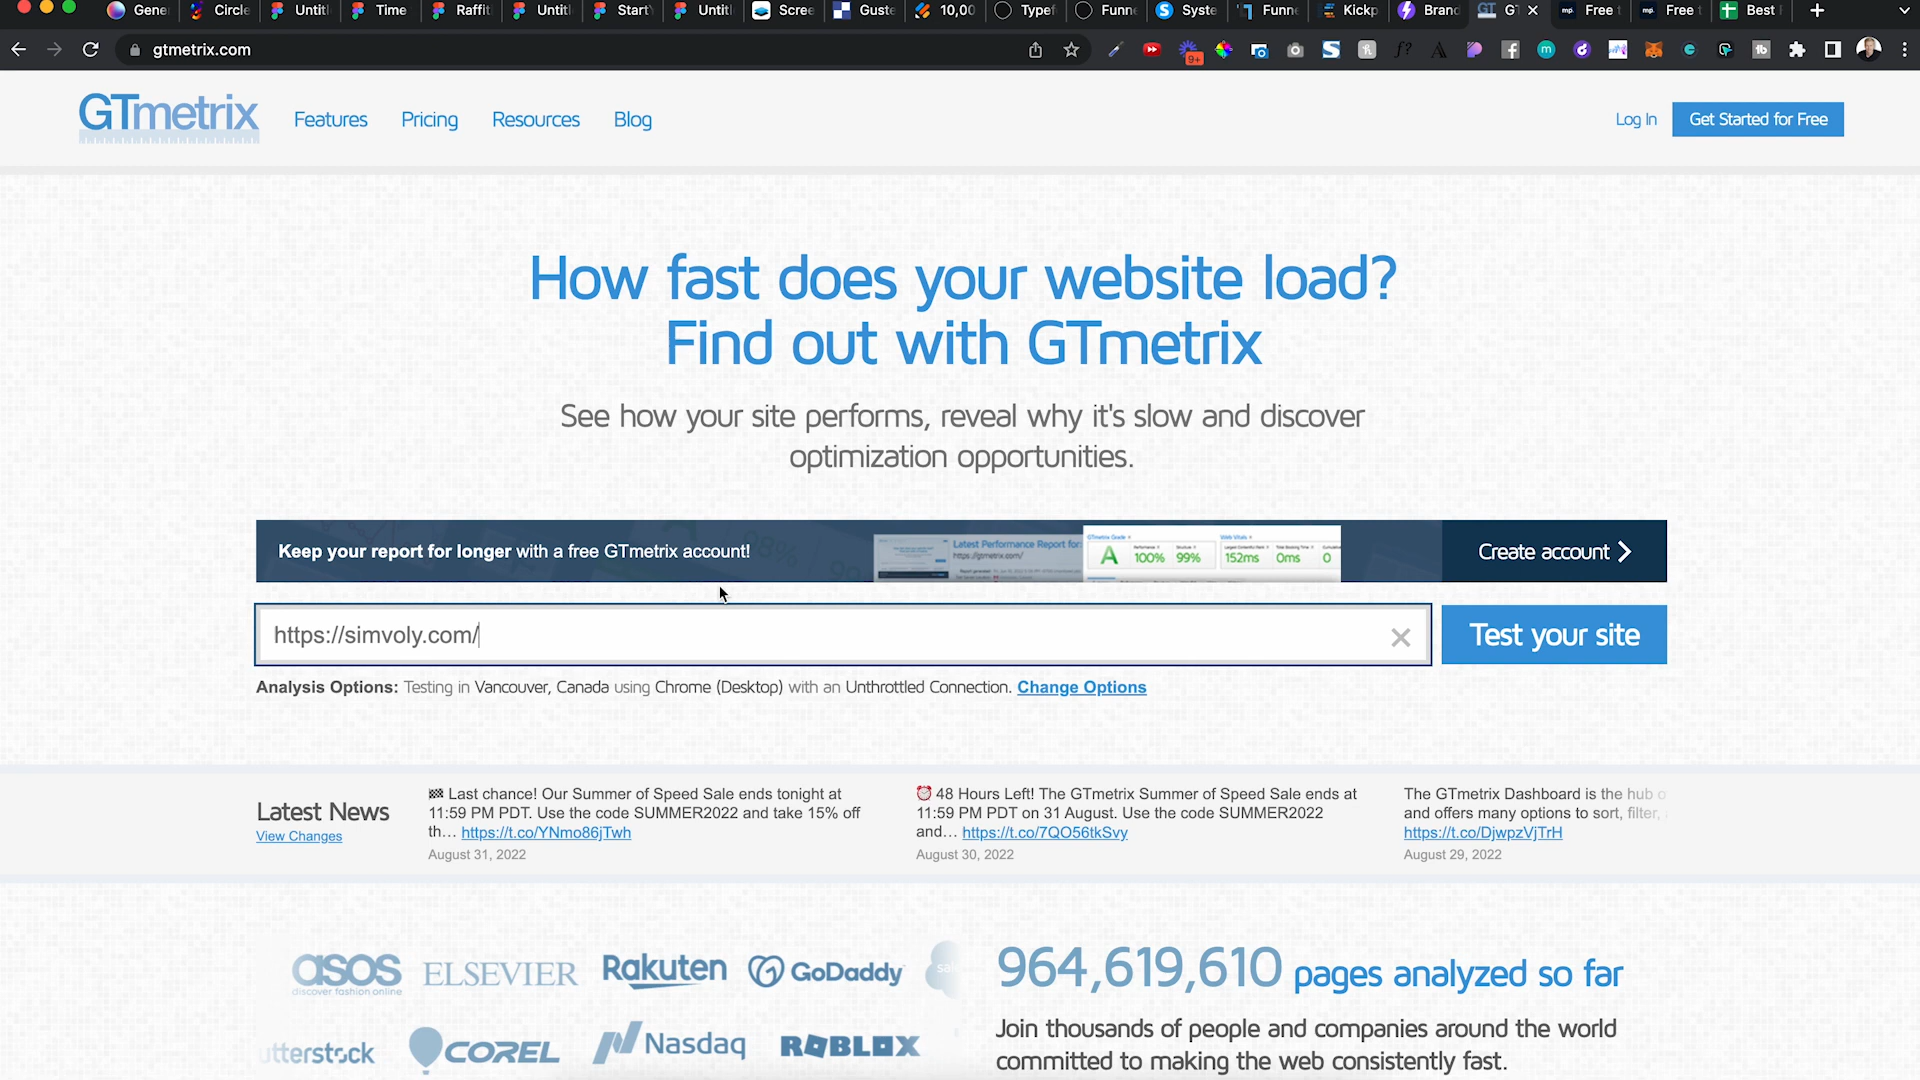 Gener
Circle
Untitl
Time
Raffit
Untitl
Start
Untitl
Scree
Guste
10,00
Typef
Funne
Syste
Funne
Kickp
Brand
GT
Free t
Free t
Best
gtmetrix.com
9+
GTmetrix
Features
Pricing
Resources
Blog
Log In
Get Started for Free
How fast does your website load?
Find out with GTmetrix
See how your site performs, reveal why it's slow and discover
optimization opportunities.
Keep your report for longer with a free GTmetrix account!
Latest Performance Report for:
https://gtmetrix.com/
GTmetrix Grade
A
100%
99%
Web Vitals
152ms
0ms
0
Create account
https://simvoly.com/
Test your site
Analysis Options: Testing in Vancouver, Canada using Chrome (Desktop) with an Unthrottled Connection. Change Options
Latest News
View Changes
Last chance! Our Summer of Speed Sale ends tonight at
11:59 PM PDT. Use the code SUMMER2022 and take 15% off
th... https://t.co/YNmo86jTwh
August 31, 2022
48 Hours Left! The GTmetrix Summer of Speed Sale ends at
11:59 PM PDT on 31 August. Use the code SUMMER2022
and... https://t.co/7QO56tkSvy
August 30, 2022
The GTmetrix Dashboard is the hub o
and offers many options to sort, filter,
https://t.co/DjwpzVjTrH
August 29, 2022
asos
discover fashion online
ELSEVIER
Rakuten
GoDaddy
sal
utterstock
COREL
Nasdaq
ROBLOX
964,619,610 pages analyzed so far
Join thousands of people and companies around the world
committed to making the web consistently fast.